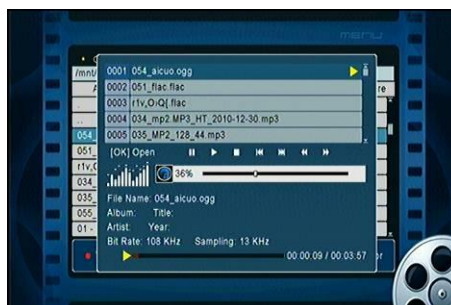 menu
/mnt/
0001 054_aicuo.ogg
0002 051_flac.flac
0003 r1v,O›Q{.flac
0004 034_mp2.MP3_HT_2010-12-30.mp3
0005 035_MP2_128_44.mp3
[OK] Open
36%
File Name: 054_aicuo.ogg
Album: Title:
Artist: Year:
Bit Rate: 108 KHz Sampling: 13 KHz
00:00:09 / 00:03:57
054_
051_
r1v,O
034_
035_
055_
01 -